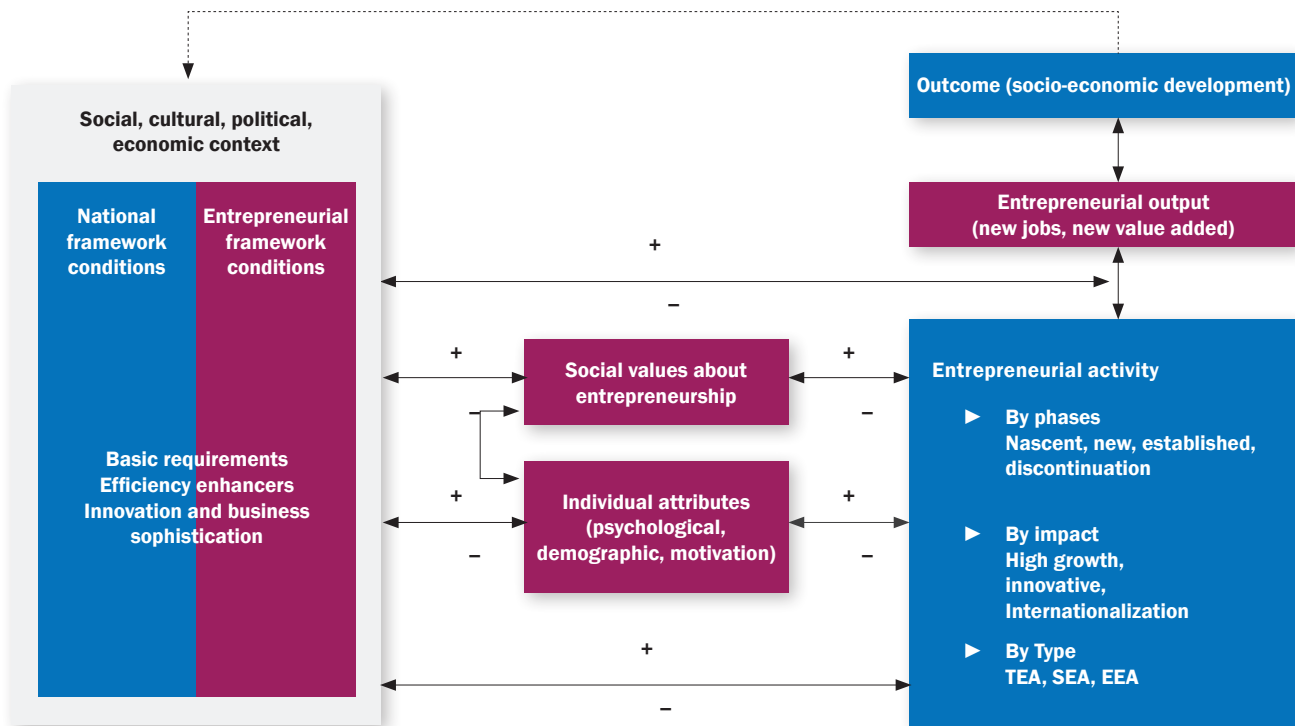 Outcome (socio-economic development)
Social, cultural, political,
economic context
National
framework
conditions
Entrepreneurial
framework
conditions
Basic requirements
Efficiency enhancers
Innovation and business
sophistication
Entrepreneurial output
(new jobs, new value added)
+
–
+
–
Social values about
entrepreneurship
+
–
+
–
Individual attributes
(psychological,
demographic, motivation)
+
–
+
–
Entrepreneurial activity
► By phases
Nascent, new, established,
discontinuation
► By impact
High growth,
innovative,
Internationalization
► By Type
TEA, SEA, EEA